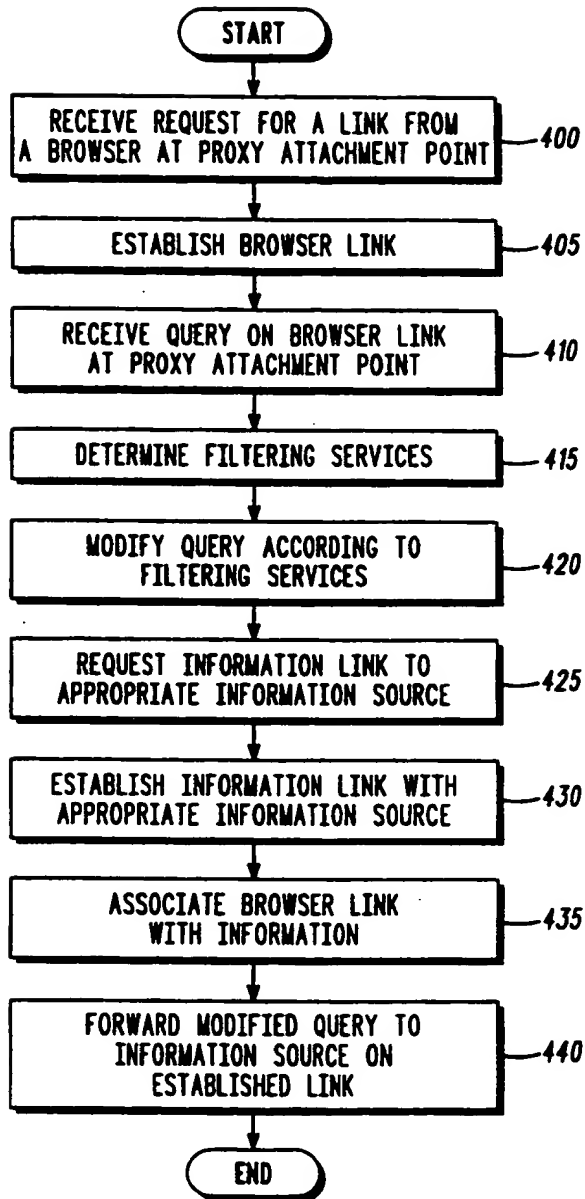 START
RECEIVE REQUEST FOR A LINK FROM
A BROWSER AT PROXY ATTACHMENT POINT
400
ESTABLISH BROWSER LINK
405
RECEIVE QUERY ON BROWSER LINK
AT PROXY ATTACHMENT POINT
410
DETERMINE FILTERING SERVICES
415
MODIFY QUERY ACCORDING TO
FILTERING SERVICES
420
REQUEST INFORMATION LINK TO
APPROPRIATE INFORMATION SOURCE
425
ESTABLISH INFORMATION LINK WITH
APPROPRIATE INFORMATION SOURCE
430
ASSOCIATE BROWSER LINK
WITH INFORMATION
435
FORWARD MODIFIED QUERY TO
INFORMATION SOURCE ON
ESTABLISHED LINK
440
END